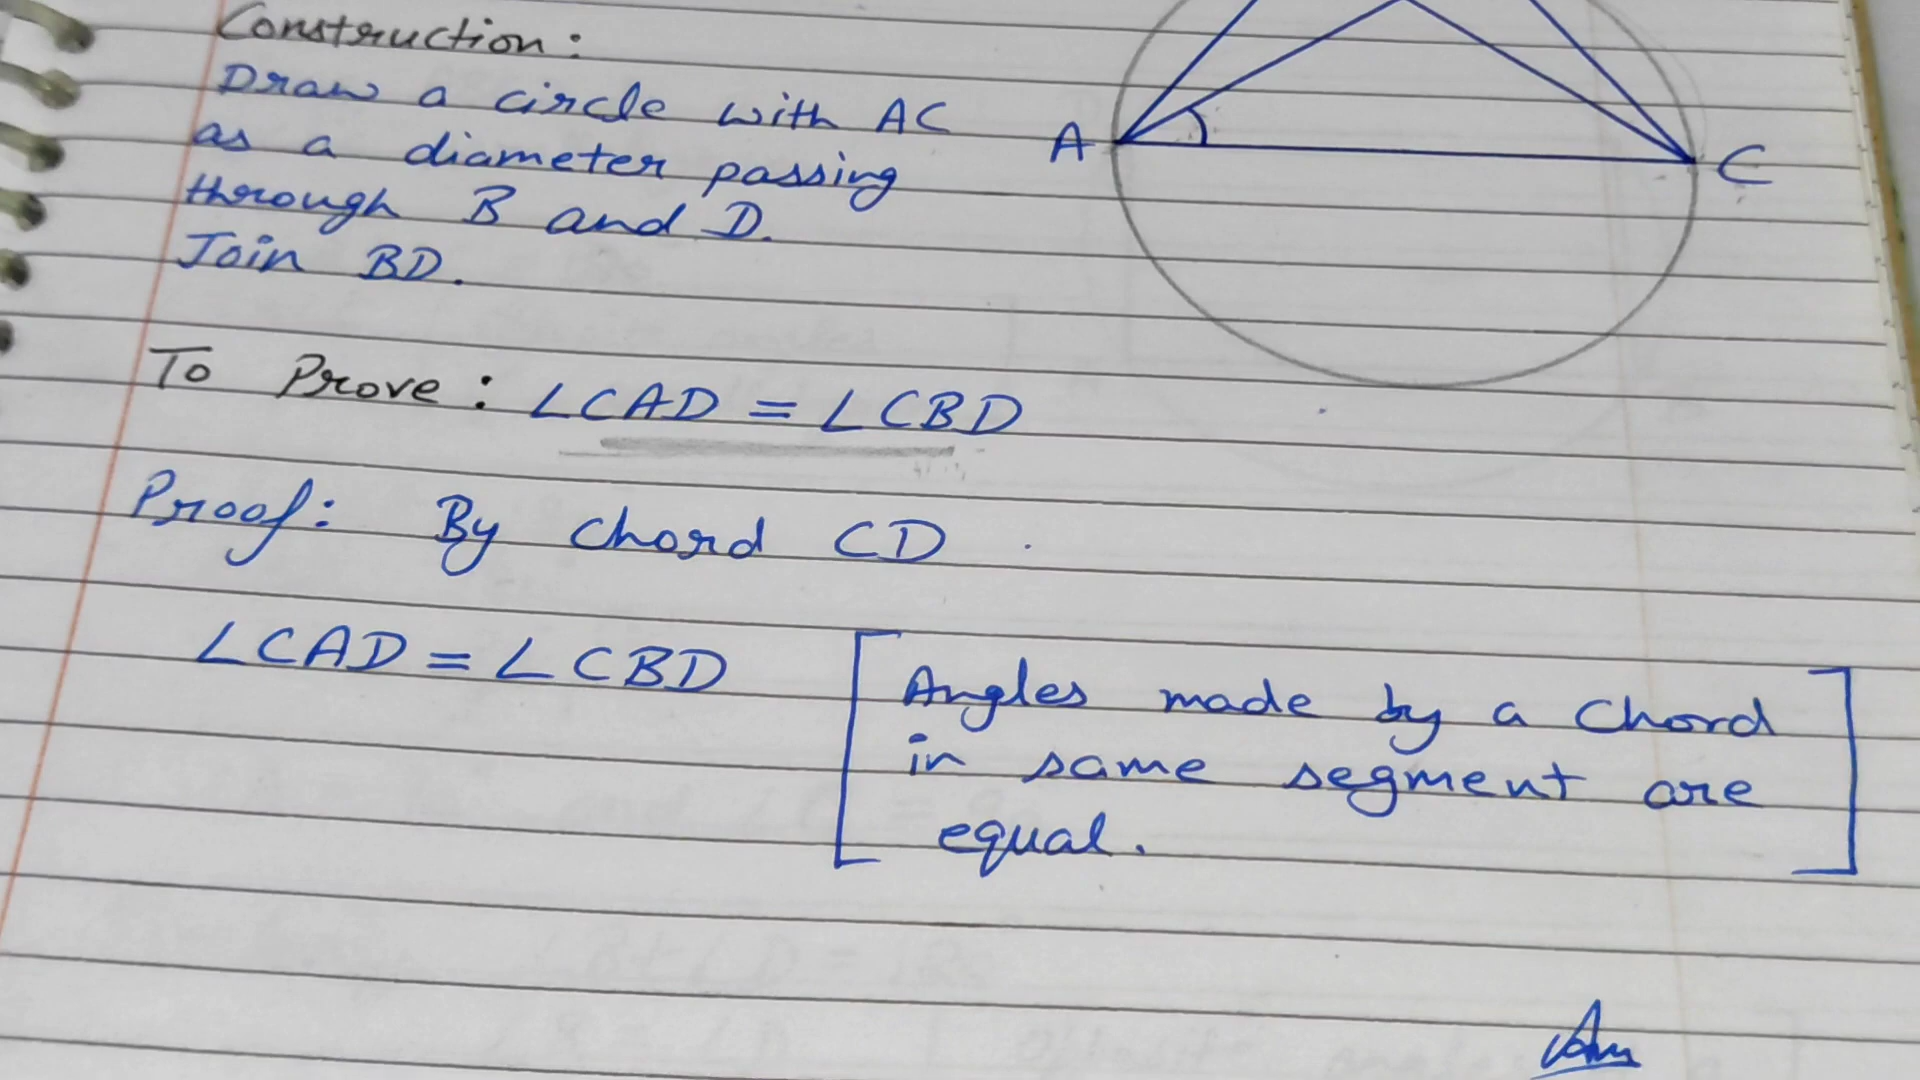 Construction:
Draw a circle with AC
as a diameter passing
through B and D.
Join BD.
A
C
To Prove: ∠CAD = ∠CBD
Proof: By chord CD.
∠CAD = ∠CBD
[Angles made by a chord
in same segment are
equal.]